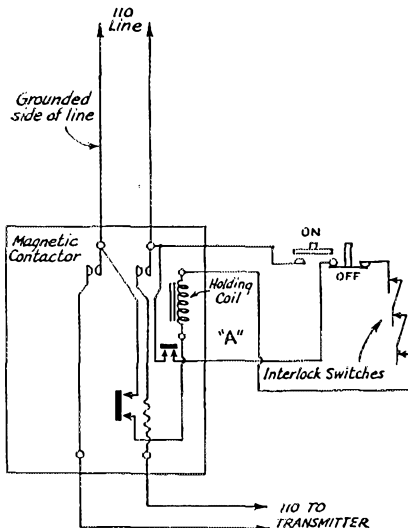 110
Line
Grounded
side of line
Magnetic
Contactor
ON
OFF
Holding
Coil
"A"
Interlock Switches
110 TO
TRANSMITTER